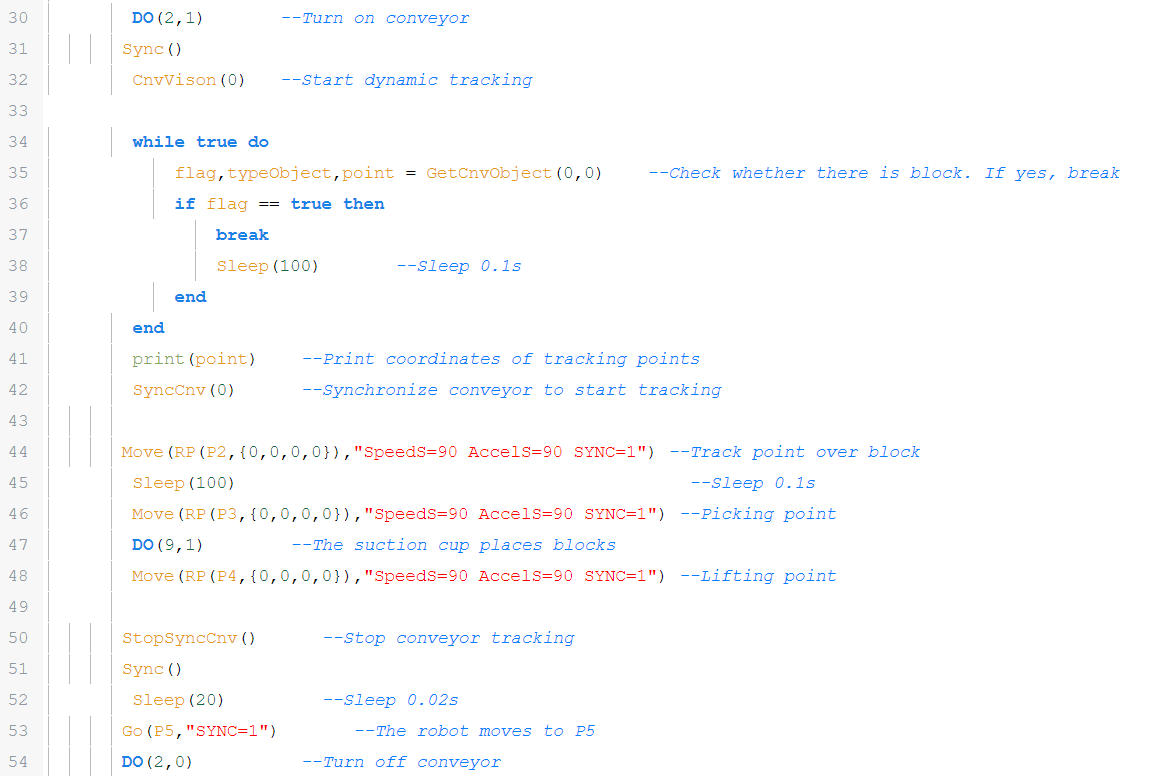 30 DO(2,1) --Turn on conveyor
31 Sync()
32 CnvVison(0) --Start dynamic tracking
33
34 while true do
35 flag,typeObject,point = GetCnvObject(0,0) --Check whether there is block. If yes, break
36 if flag == true then
37 break
38 Sleep(100) --Sleep 0.1s
39 end
40 end
41 print(point) --Print coordinates of tracking points
42 SyncCnv(0) --Synchronize conveyor to start tracking
43
44 Move(RP(P2,{0,0,0,0}),"SpeedS=90 AccelS=90 SYNC=1") --Track point over block
45 Sleep(100) --Sleep 0.1s
46 Move(RP(P3,{0,0,0,0}),"SpeedS=90 AccelS=90 SYNC=1") --Picking point
47 DO(9,1) --The suction cup places blocks
48 Move(RP(P4,{0,0,0,0}),"SpeedS=90 AccelS=90 SYNC=1") --Lifting point
49
50 StopSyncCnv() --Stop conveyor tracking
51 Sync()
52 Sleep(20) --Sleep 0.02s
53 Go(P5,"SYNC=1") --The robot moves to P5
54 DO(2,0) --Turn off conveyor